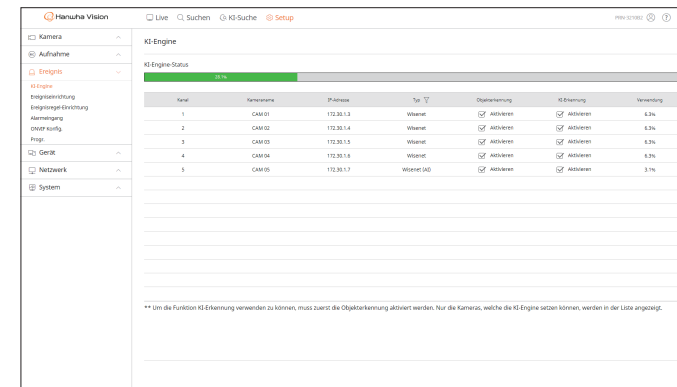 Hanwha Vision
Live Suchen KI-Suche Setup
PRN-3210B2
Kamera
Aufnahme
Ereignis
KI-Engine
Ereigniseinrichtung
Ereignisregel-Einrichtung
Alarmeingang
ONVIF Konfig.
Progr.
Gerät
Netzwerk
System
KI-Engine
KI-Engine-Status
28.1%
Kanal Kameraname IP-Adresse Typ Objekterkennung KI-Erkennung Verwendung
1 CAM 01 172.30.1.3 Wisenet Aktivieren Aktivieren 6.3%
2 CAM 02 172.30.1.4 Wisenet Aktivieren Aktivieren 6.3%
3 CAM 03 172.30.1.5 Wisenet Aktivieren Aktivieren 6.3%
4 CAM 04 172.30.1.6 Wisenet Aktivieren Aktivieren 6.3%
5 CAM 05 172.30.1.7 Wisenet (AI) Aktivieren Aktivieren 3.1%
** Um die Funktion KI-Erkennung verwenden zu können, muss zuerst die Objekterkennung aktiviert werden. Nur die Kameras, welche die KI-Engine setzen können, werden in der Liste angezeigt.